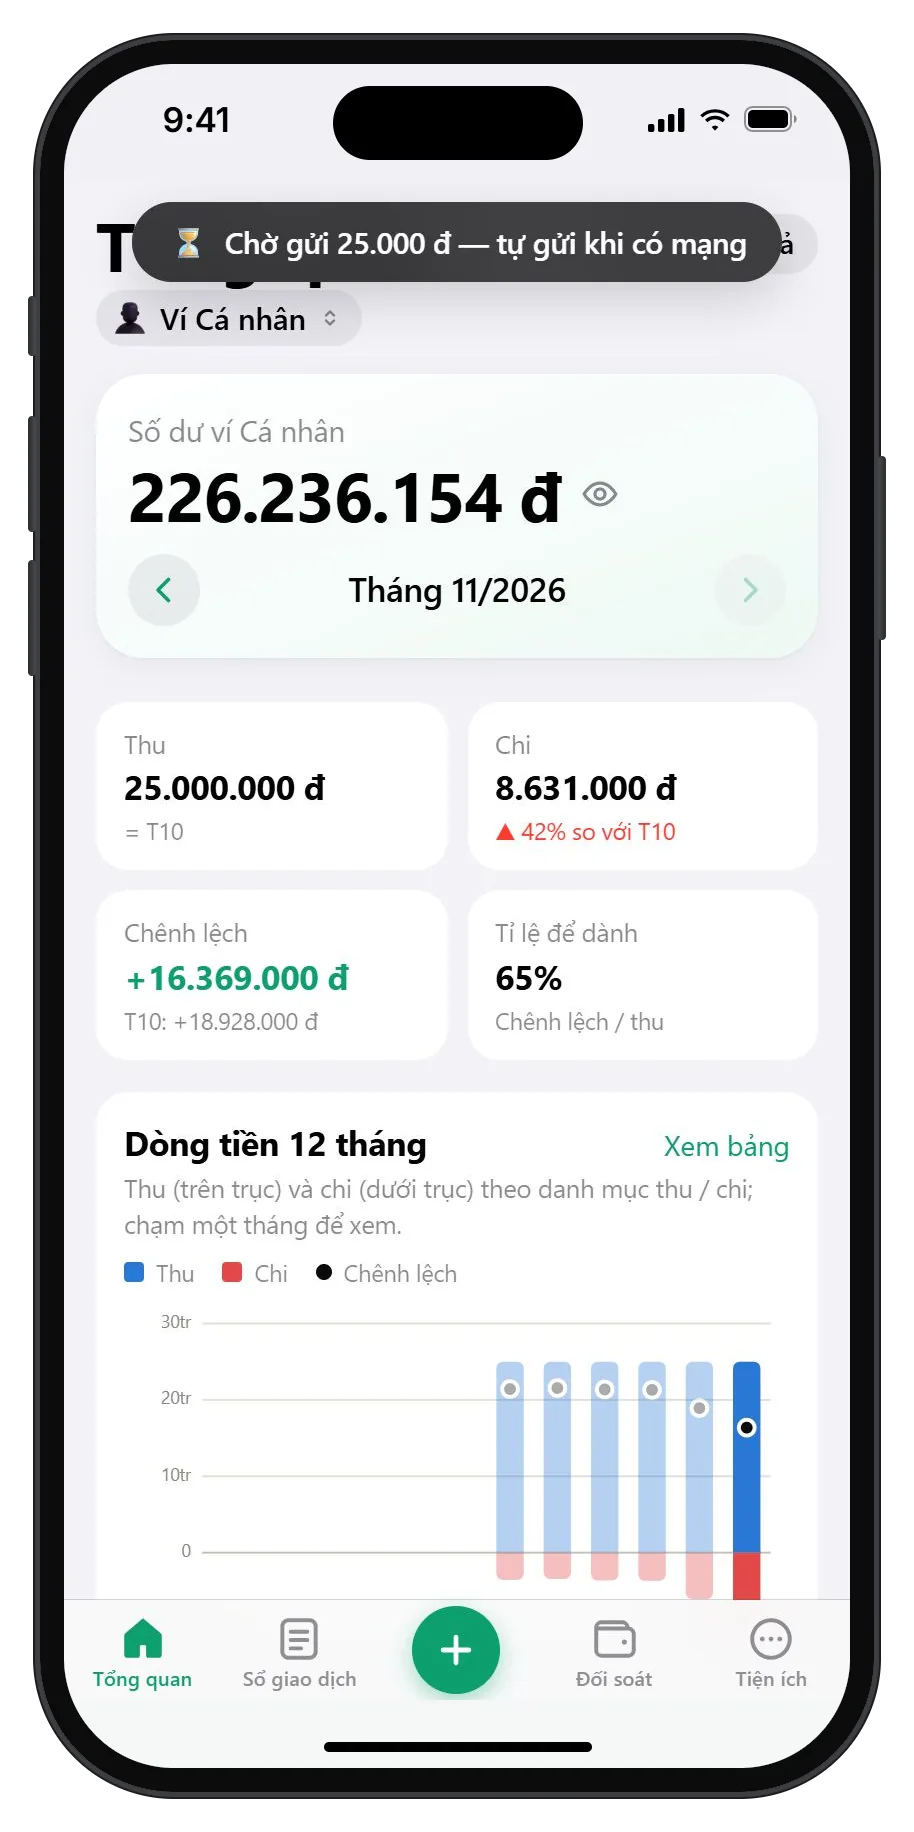 9:41
⏳ Chờ gửi 25.000 đ — tự gửi khi có mạng
Ví Cá nhân
Số dư ví Cá nhân
226.236.154 đ
Tháng 11/2026
Thu
25.000.000 đ
= T10
Chi
8.631.000 đ
▲ 42% so với T10
Chênh lệch
+16.369.000 đ
T10: +18.928.000 đ
Tỉ lệ để dành
65%
Chênh lệch / thu
Dòng tiền 12 tháng
Xem bảng
Thu (trên trục) và chi (dưới trục) theo danh mục thu / chi;
chạm một tháng để xem.
Thu Chi Chênh lệch
30tr
20tr
10tr
0
Tổng quan
Sổ giao dịch
Đối soát
Tiện ích